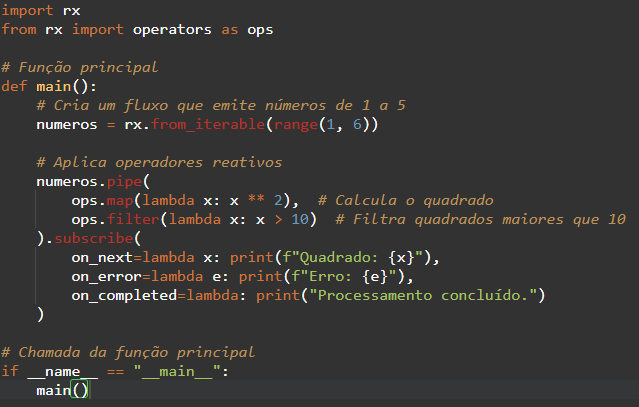 import rx
from rx import operators as ops

# Função principal
def main():
    # Cria um fluxo que emite números de 1 a 5
    numeros = rx.from_iterable(range(1, 6))

    # Aplica operadores reativos
    numeros.pipe(
        ops.map(lambda x: x ** 2),  # Calcula o quadrado
        ops.filter(lambda x: x > 10)  # Filtra quadrados maiores que 10
    ).subscribe(
        on_next=lambda x: print(f"Quadrado: {x}"),
        on_error=lambda e: print(f"Erro: {e}"),
        on_completed=lambda: print("Processamento concluído.")
    )

# Chamada da função principal
if __name__ == "__main__":
    main()